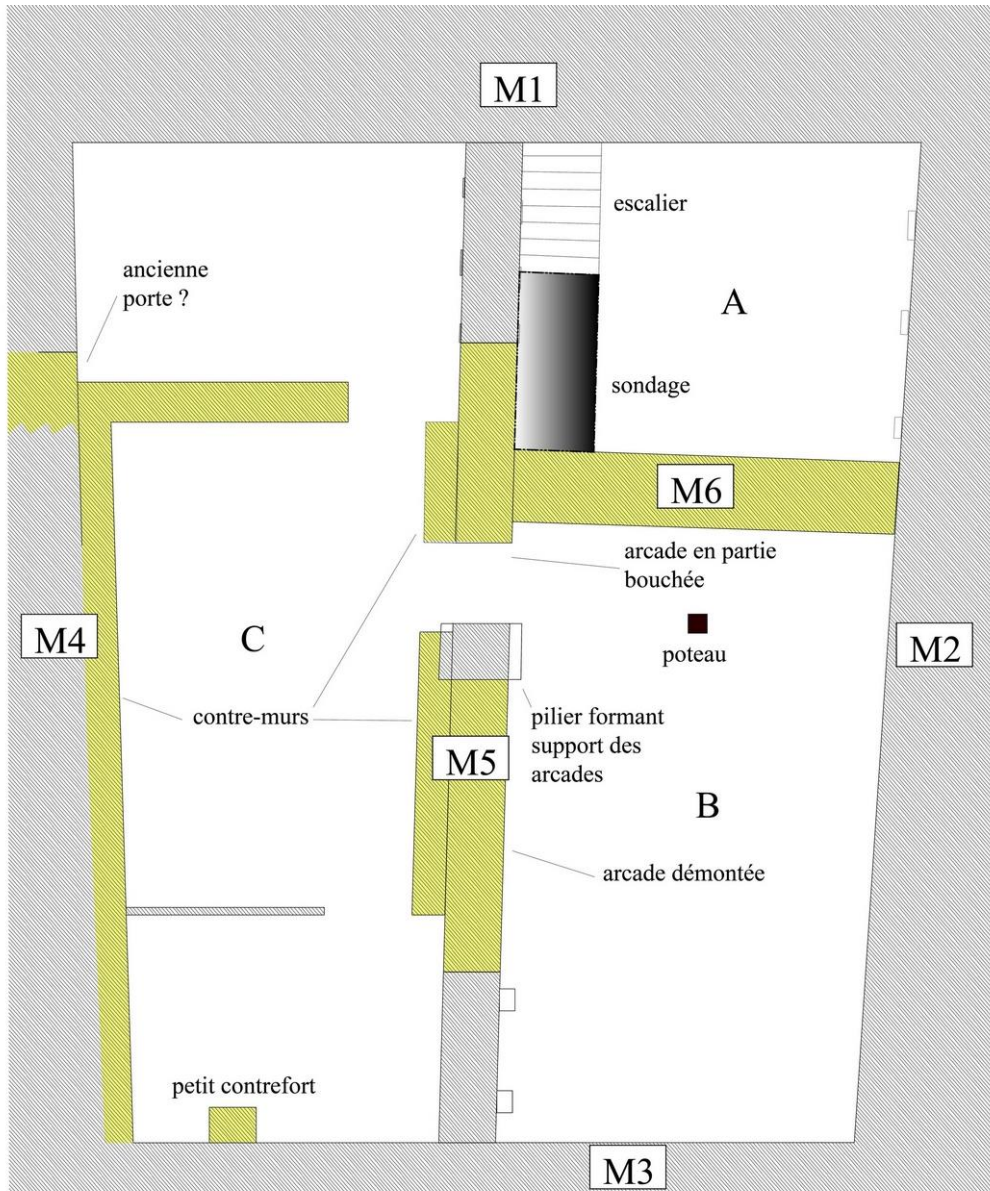 M1
escalier
ancienne
porte ?
A
sondage
M6
arcade en partie
bouchée
M4
C
poteau
M2
contre-murs
pilier formant
support des
arcades
M5
B
arcade démontée
petit contrefort
M3